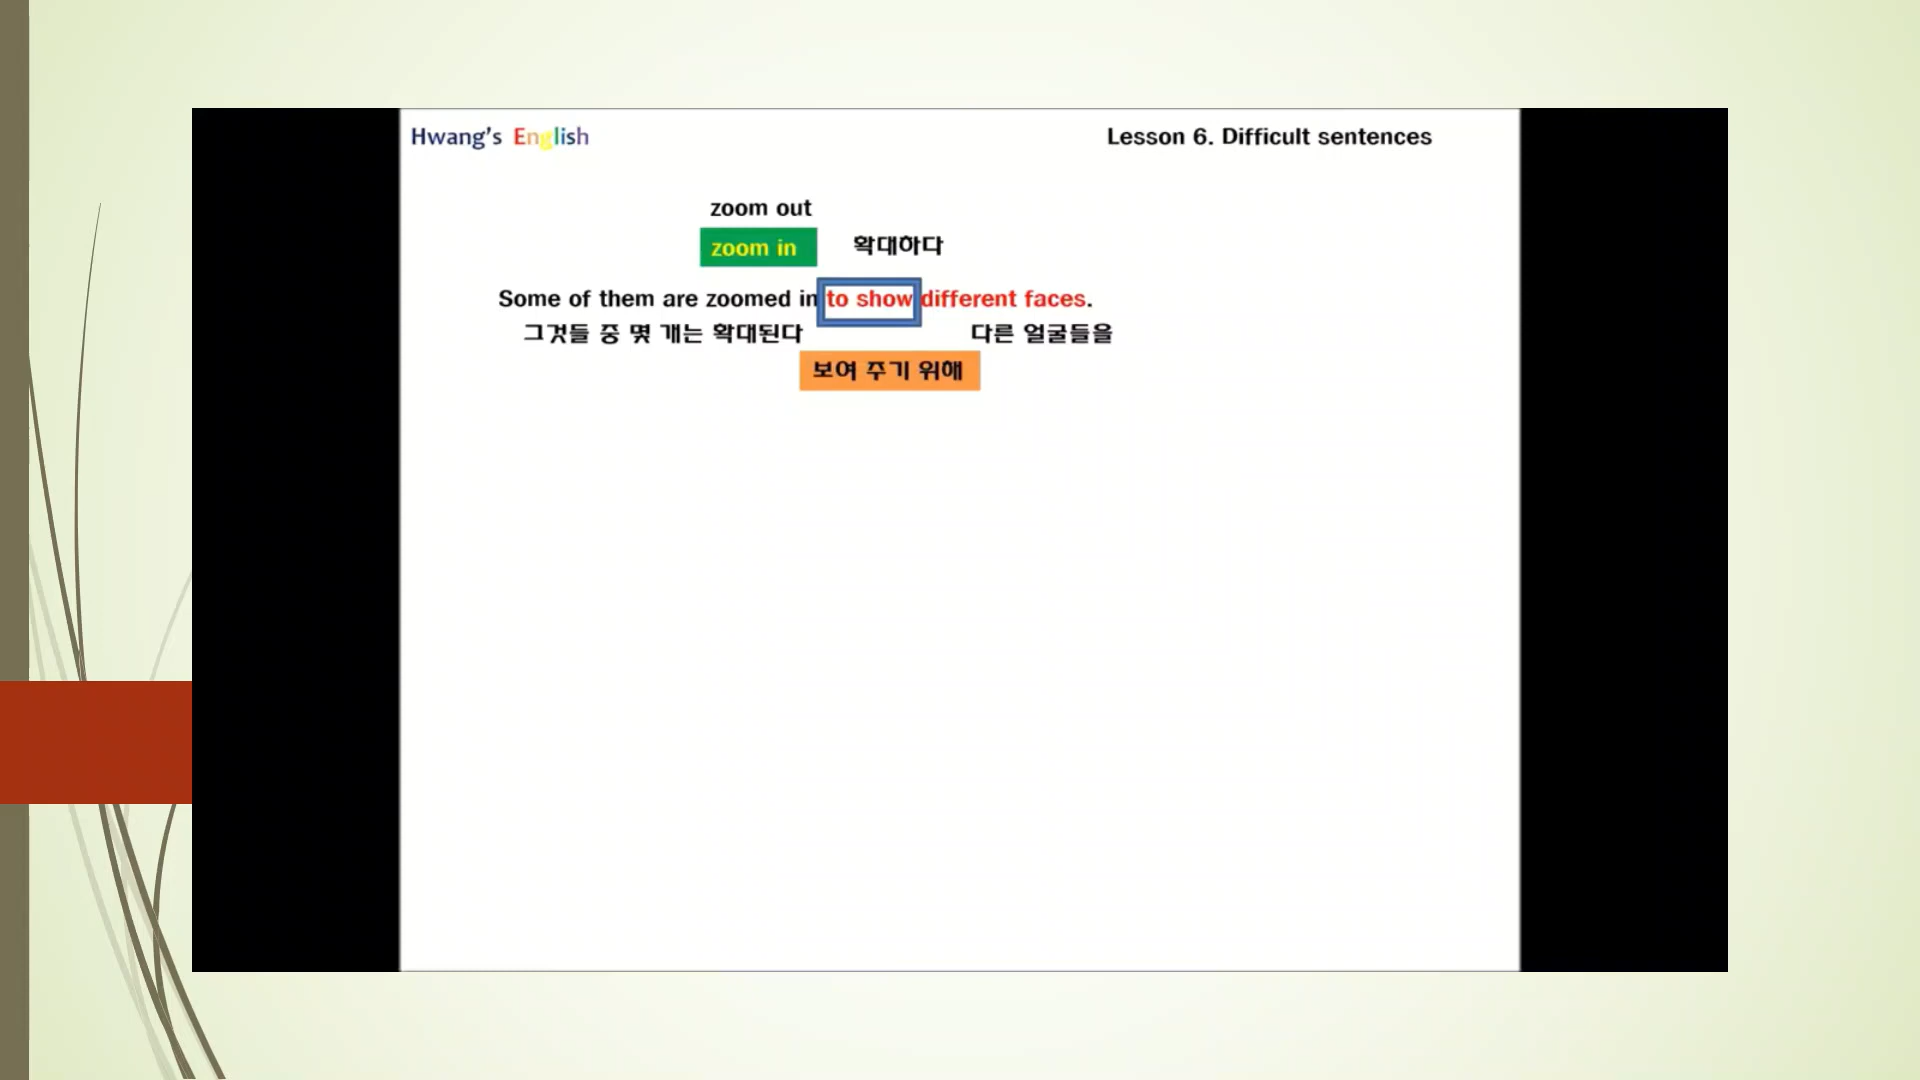 Hwang's English
Lesson 6. Difficult sentences
zoom out
zoom in 확대하다
Some of them are zoomed in to show different faces.
그것들 중 몇 개는 확대된다 다른 얼굴들을
보여 주기 위해